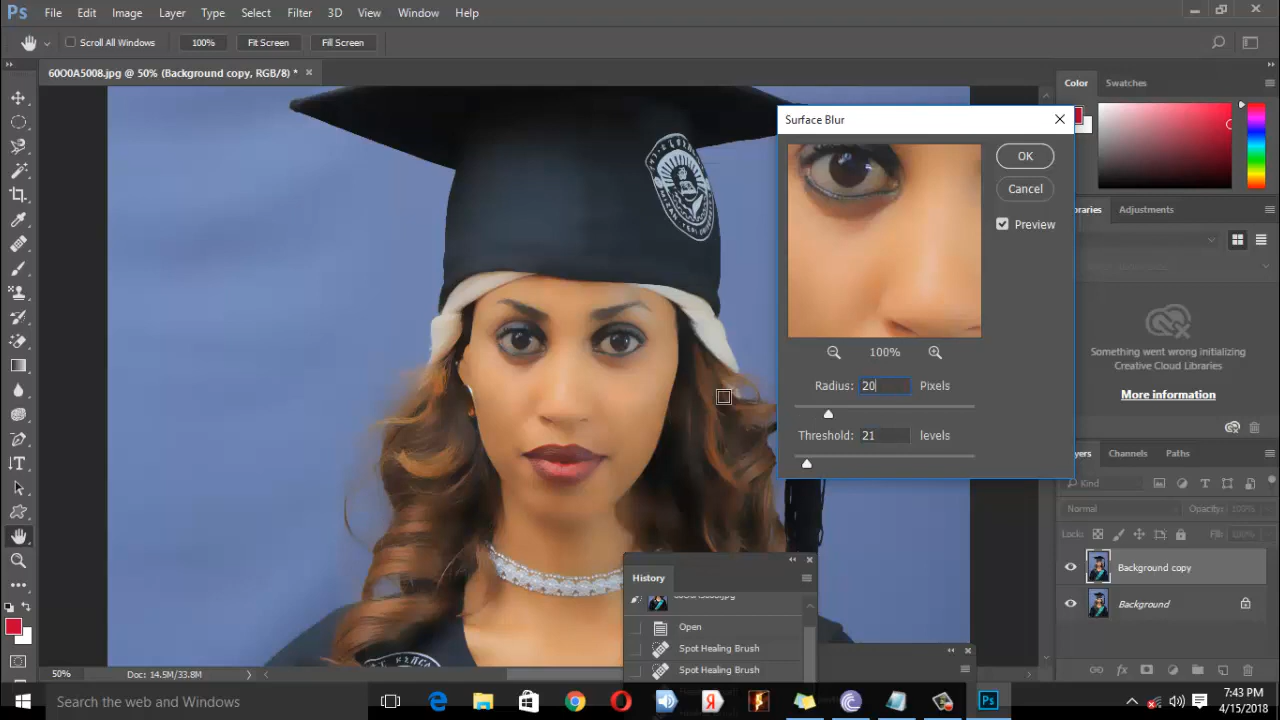 Ps File Edit Image Layer Type Select Filter 3D View Window Help
Scroll All Windows 100% Fit Screen Fill Screen
60O0A5008.jpg @ 50% (Background copy, RGB/8) *
Color Swatches
Surface Blur
OK
Cancel
Preview
100%
Radius: 20 Pixels
Threshold: 21 levels
braries Adjustments
Something went wrong initializing
Creative Cloud Libraries
More information
ayers Channels Paths
Kind
Normal Opacity: 100%
Locks: Fill: 100%
Background copy
Background
History
Open
Spot Healing Brush
Spot Healing Brush
50% Doc: 14.5M/33.8M
Search the web and Windows
7:43 PM
4/15/2018